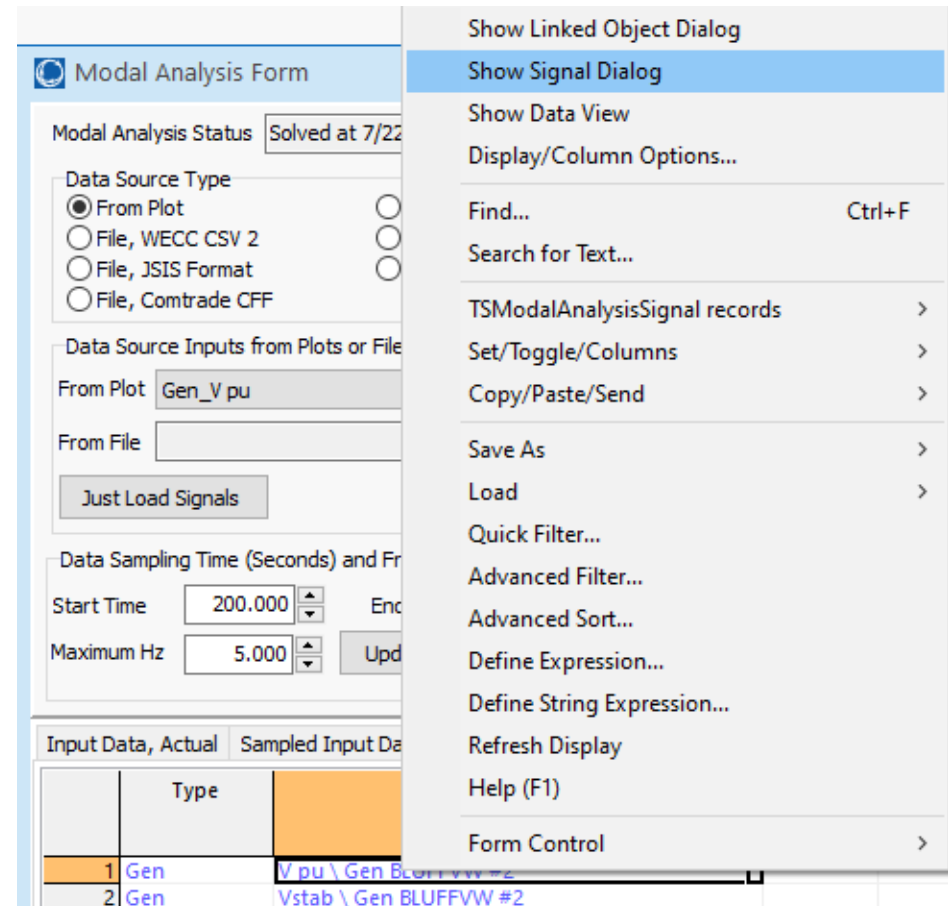 Modal Analysis Form
Modal Analysis Status Solved at 7/22
Data Source Type
From Plot
File, WECC CSV 2
File, JSIS Format
File, Comtrade CFF
Data Source Inputs from Plots or File
From Plot Gen_V pu
From File
Just Load Signals
Data Sampling Time (Seconds) and Fr
Start Time 200.000 End
Maximum Hz 5.000 Upd
Input Data, Actual Sampled Input Da
Type
1 Gen V pu \ Gen BLUFFVW #2
2 Gen Vstab \ Gen BLUFFVW #2
Show Linked Object Dialog
Show Signal Dialog
Show Data View
Display/Column Options...
Find... Ctrl+F
Search for Text...
TSModalAnalysisSignal records >
Set/Toggle/Columns >
Copy/Paste/Send >
Save As >
Load >
Quick Filter...
Advanced Filter...
Advanced Sort...
Define Expression...
Define String Expression...
Refresh Display
Help (F1)
Form Control >